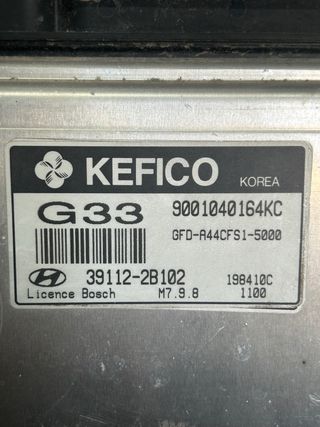 KEFICO KOREA
G33 9001040164KC
GFD-A44CFS1-5000
39112-2B102 198410C
Licence Bosch M7.9.8 1100